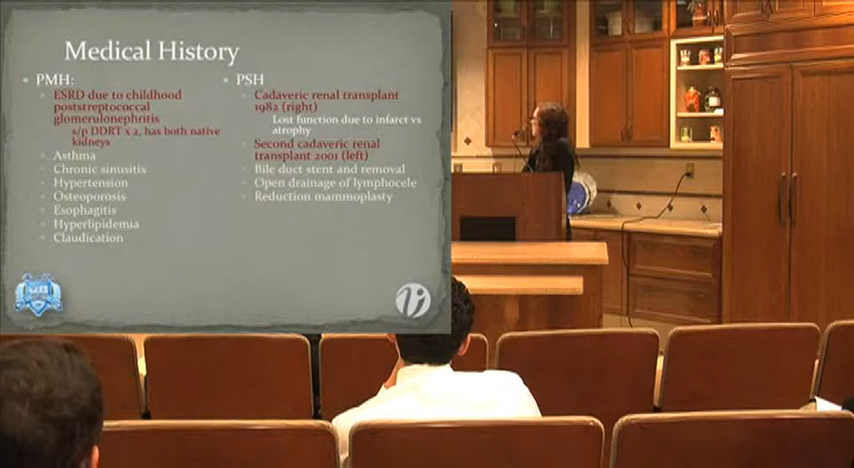 Medical History
PMH:
ESRD due to childhood
poststreptococcal
glomerulonephritis
s/p DDRT x 2, has both native
kidneys
Asthma
Chronic sinusitis
Hypertension
Osteoporosis
Esophagitis
Hyperlipidemia
Claudication
PSH
Cadaveric renal transplant
1982 (right)
Lost function due to infarct vs
atrophy
Second cadaveric renal
transplant 2001 (left)
Bile duct stent and removal
Open drainage of lymphocele
Reduction mammoplasty